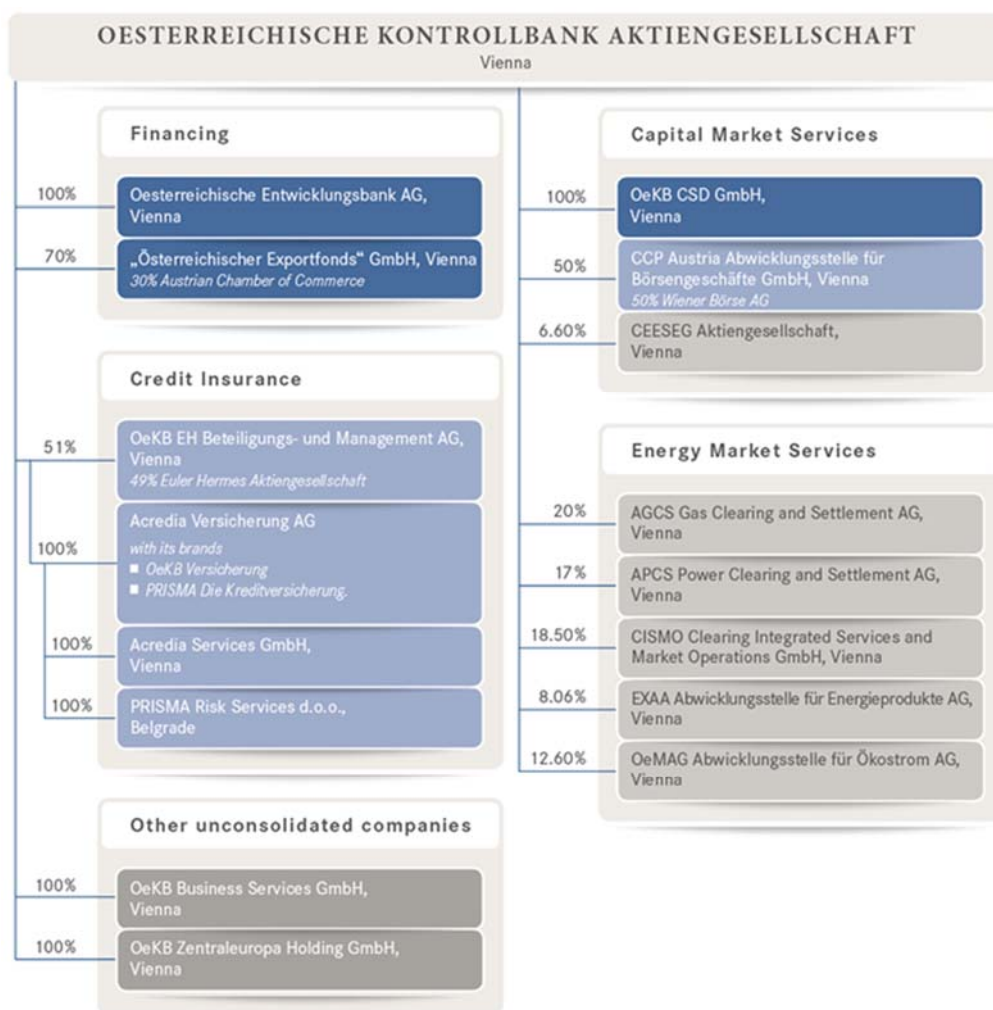 OESTERREICHISCHE KONTROLLBANK AKTIENGESELLSCHAFT
Vienna
Financing
100%
Oesterreichische Entwicklungsbank AG,
Vienna
70%
„Österreichischer Exportfonds“ GmbH, Vienna
30% Austrian Chamber of Commerce
Credit Insurance
51%
OeKB EH Beteiligungs- und Management AG,
Vienna
49% Euler Hermes Aktiengesellschaft
100%
Acredia Versicherung AG
with its brands
■ OeKB Versicherung
■ PRISMA Die Kreditversicherung.
100%
Acredia Services GmbH,
Vienna
100%
PRISMA Risk Services d.o.o.,
Belgrade
Other unconsolidated companies
100%
OeKB Business Services GmbH,
Vienna
100%
OeKB Zentraleuropa Holding GmbH,
Vienna
Capital Market Services
100%
OeKB CSD GmbH,
Vienna
50%
CCP Austria Abwicklungsstelle für
Börsengeschäfte GmbH, Vienna
50% Wiener Börse AG
6.60%
CEESEG Aktiengesellschaft,
Vienna
Energy Market Services
20%
AGCS Gas Clearing and Settlement AG,
Vienna
17%
APCS Power Clearing and Settlement AG,
Vienna
18.50%
CISMO Clearing Integrated Services and
Market Operations GmbH, Vienna
8.06%
EXAA Abwicklungsstelle für Energieprodukte AG,
Vienna
12.60%
OeMAG Abwicklungsstelle für Ökostrom AG,
Vienna